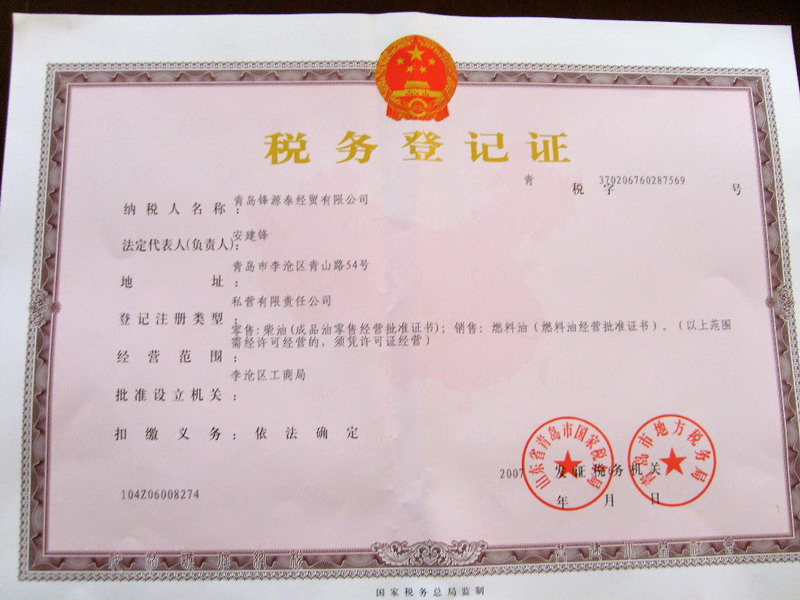 税务登记证
青 税 字 370206760287569 号
纳税人名称：青岛锋源泰经贸有限公司
法定代表人(负责人)：安建锋
地 址：青岛市李沧区青山路54号
登记注册类型：私营有限责任公司
经营范围：零售:柴油(成品油零售经营批准证书)；销售：燃料油（燃料油经营批准证书）。（以上范围
需经许可经营的，须凭许可证经营）
批准设立机关：李沧区工商局
扣缴义务：依法确定
山东省青岛市国家税务局
青岛市地方税务局
发证税务机关
2007 年 月 日
104Z06008274
国家税务总局监制